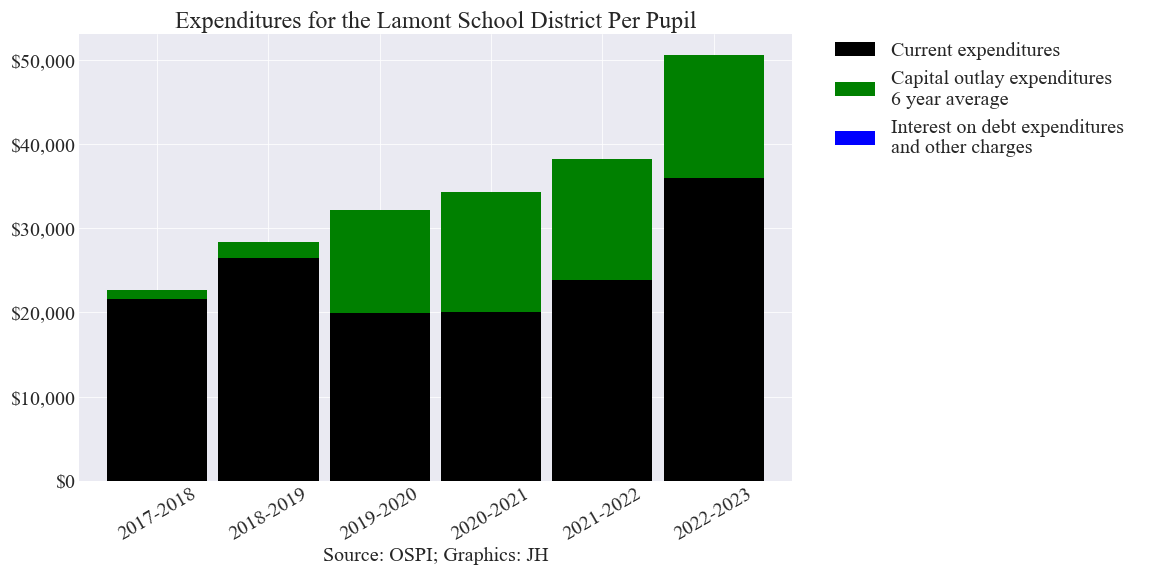 Expenditures for the Lamont School District Per Pupil
$50,000
$40,000
$30,000
$20,000
$10,000
$0
2017-2018
2018-2019
2019-2020
2020-2021
2021-2022
2022-2023
Source: OSPI; Graphics: JH
Current expenditures
Capital outlay expenditures
6 year average
Interest on debt expenditures
and other charges